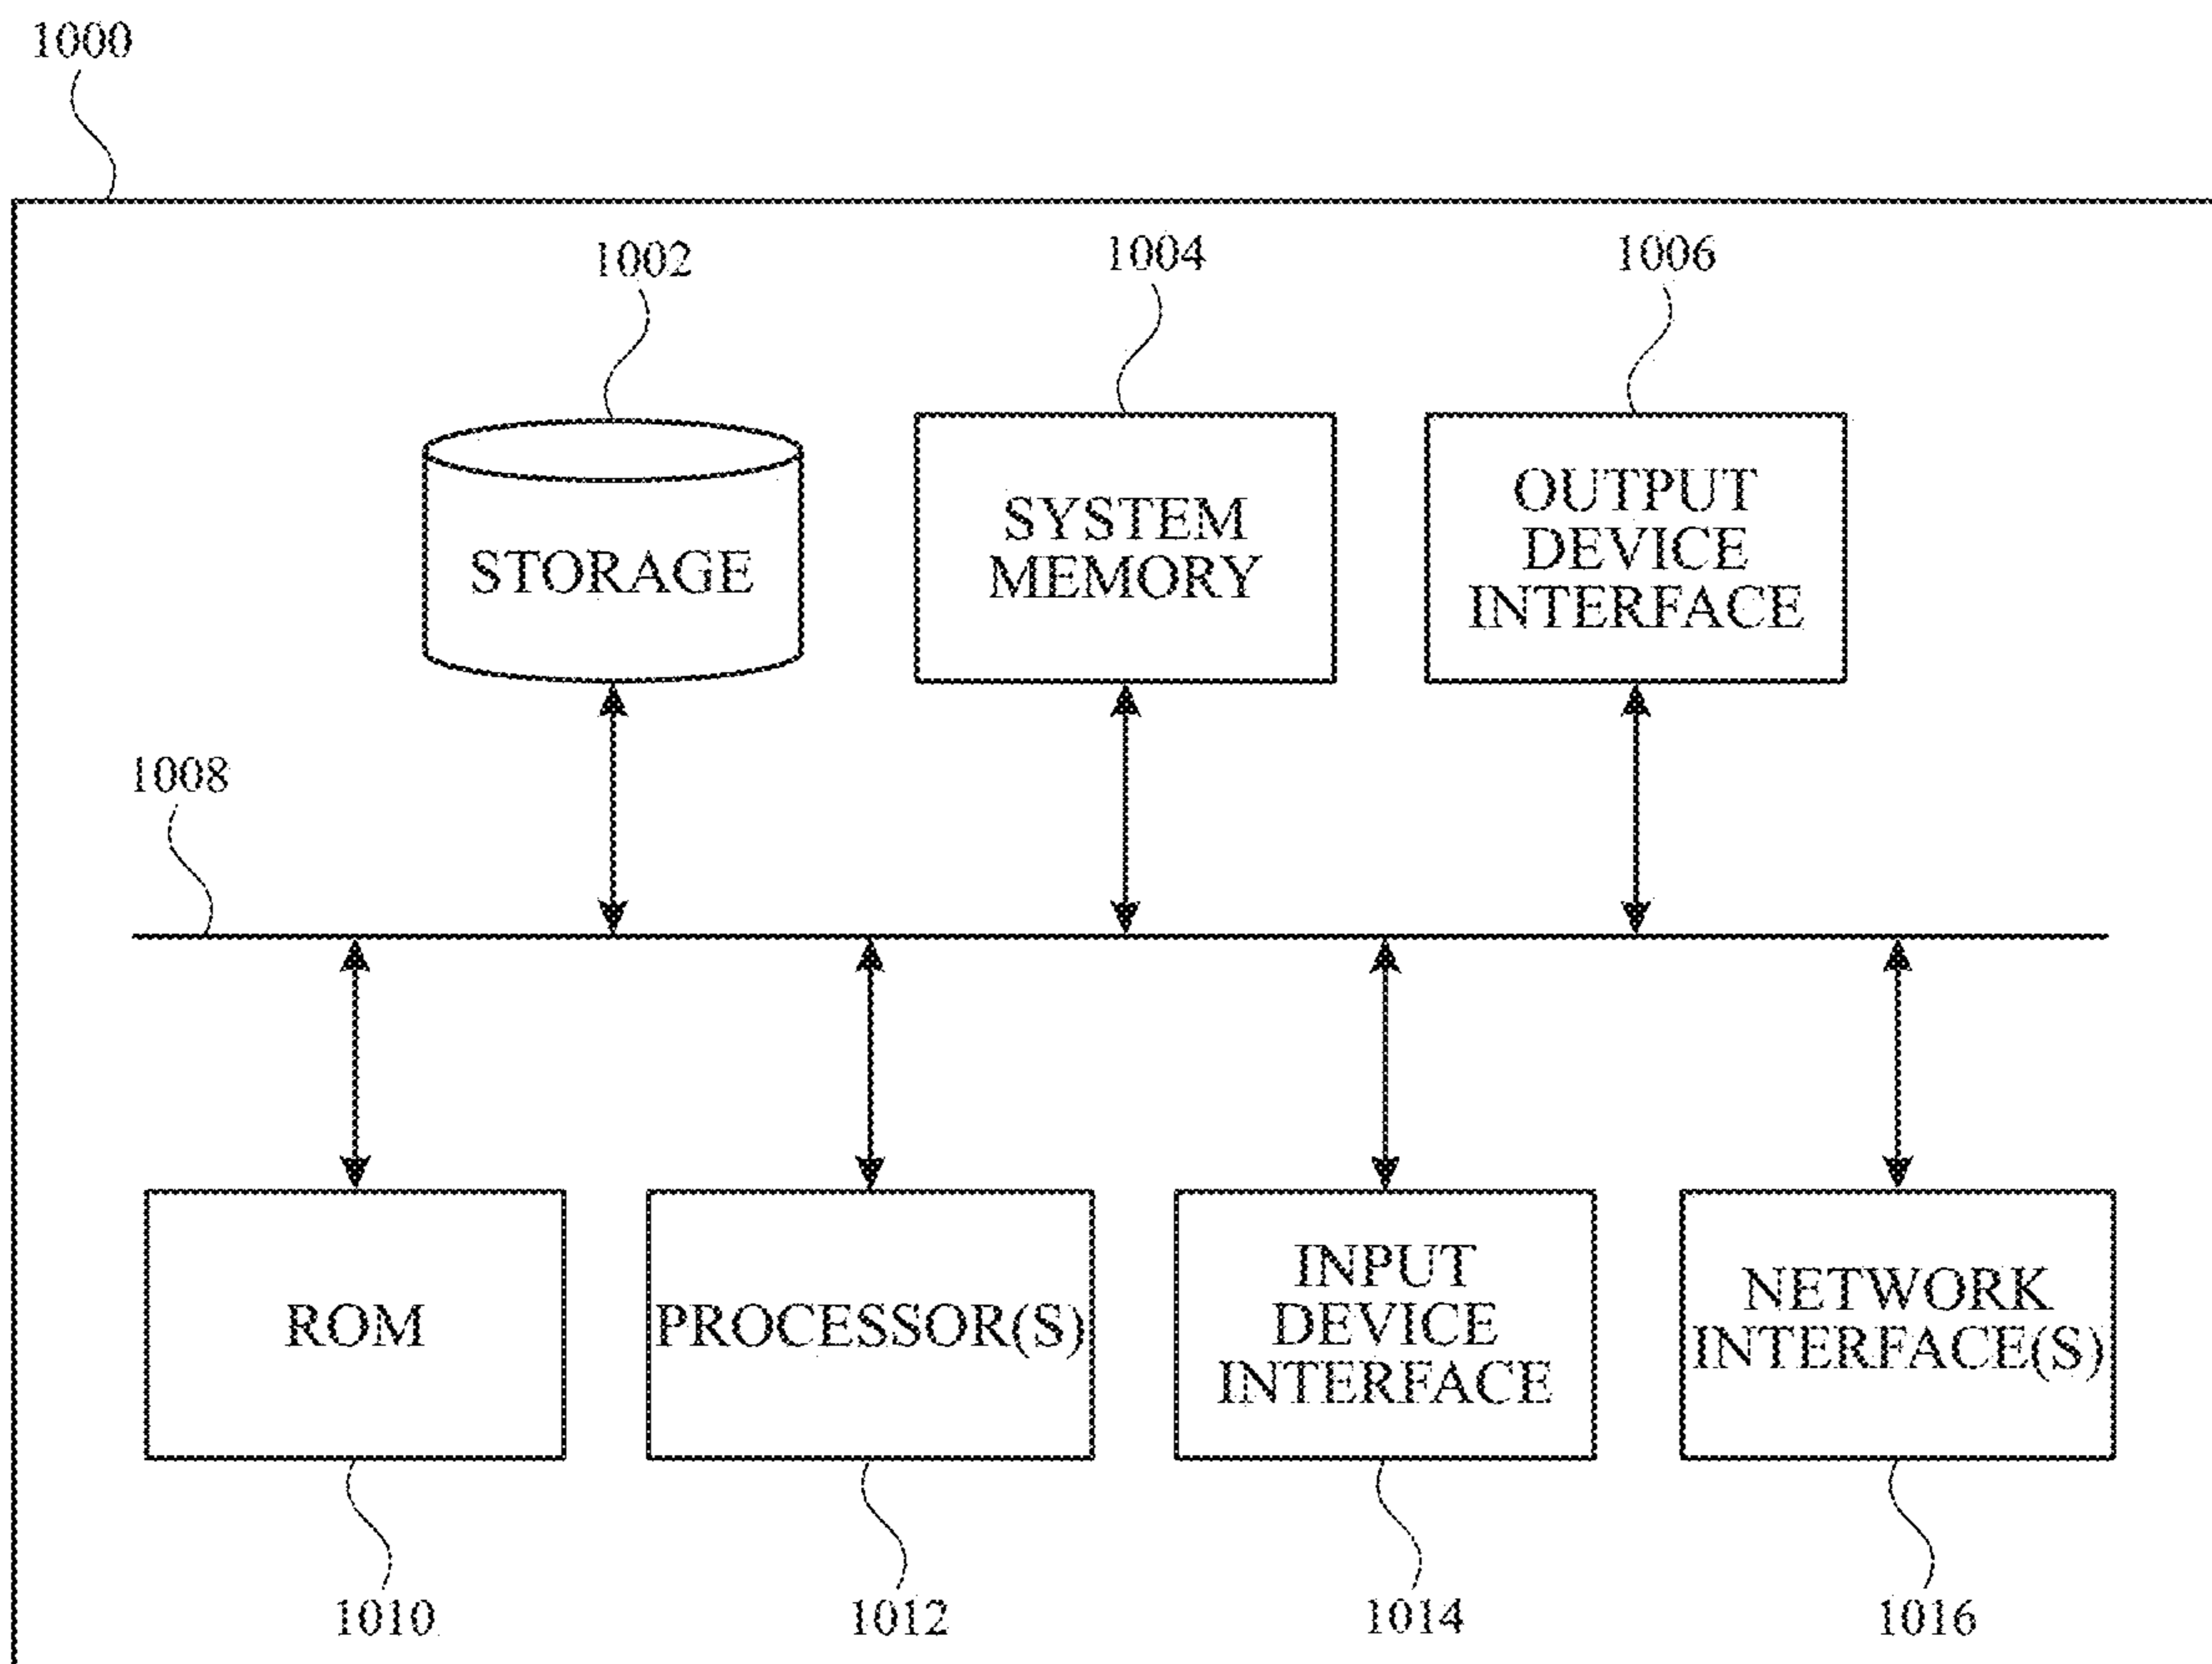 1000
1002
1004
1006
STORAGE
SYSTEM
MEMORY
OUTPUT
DEVICE
INTERFACE
1008
ROM
PROCESSOR(S)
INPUT
DEVICE
INTERFACE
NETWORK
INTERFACE(S)
1010
1012
1014
1016